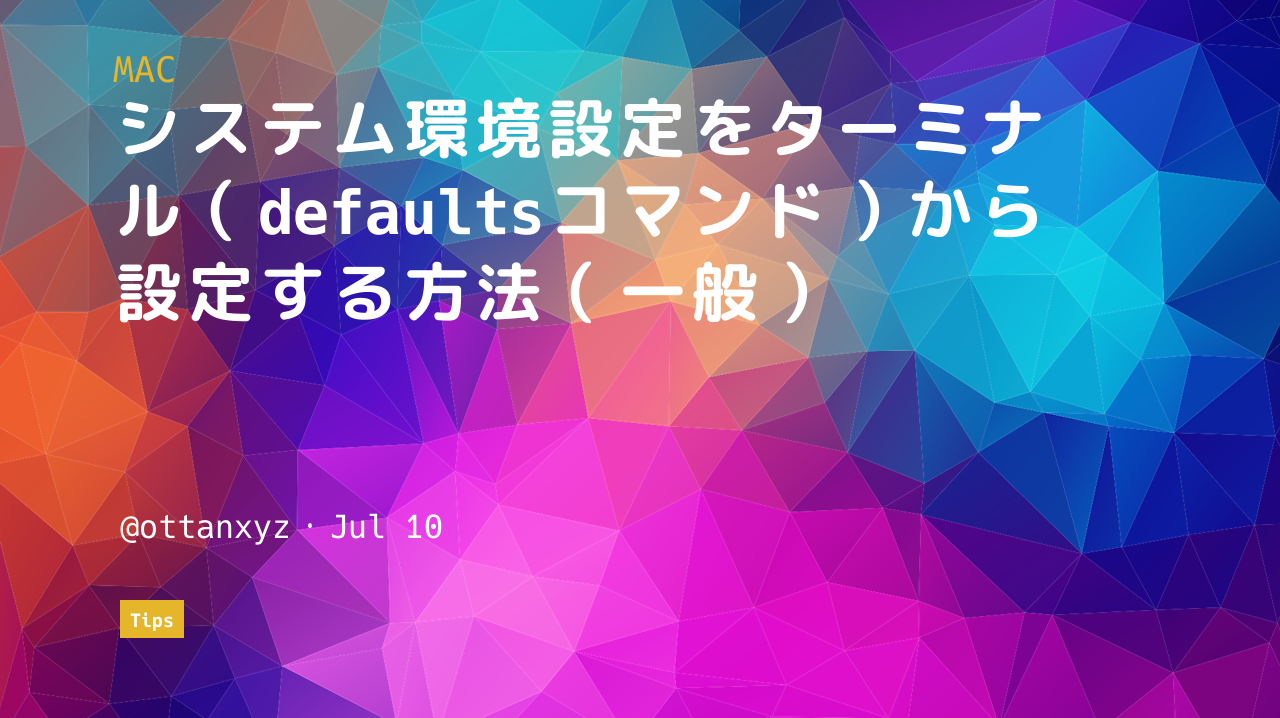 MAC
システム環境設定をターミナ
ル（defaultsコマンド）から
設定する方法（一般）
@ottanxyz・Jul 10
Tips